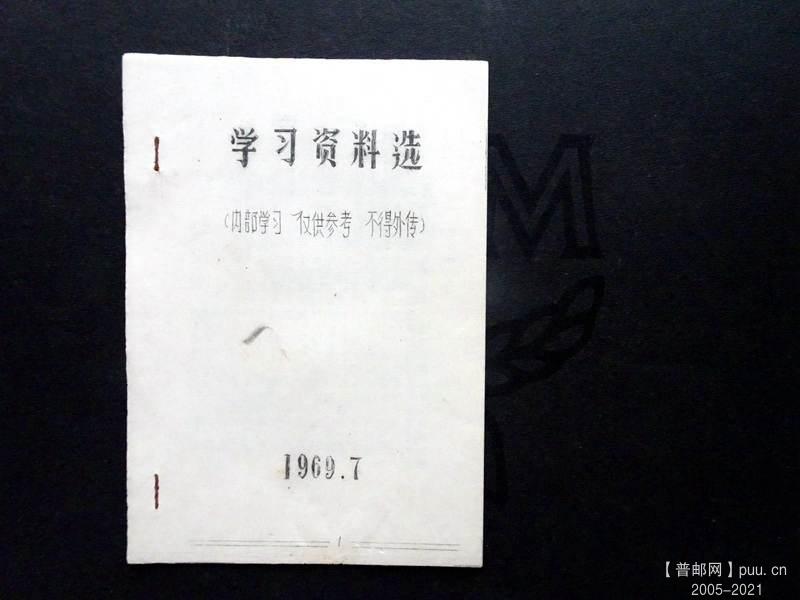 学习资料选
(内部学习 仅供参考 不得外传)
1969.7
1
M
【普邮网】puu.cn
2005-2021